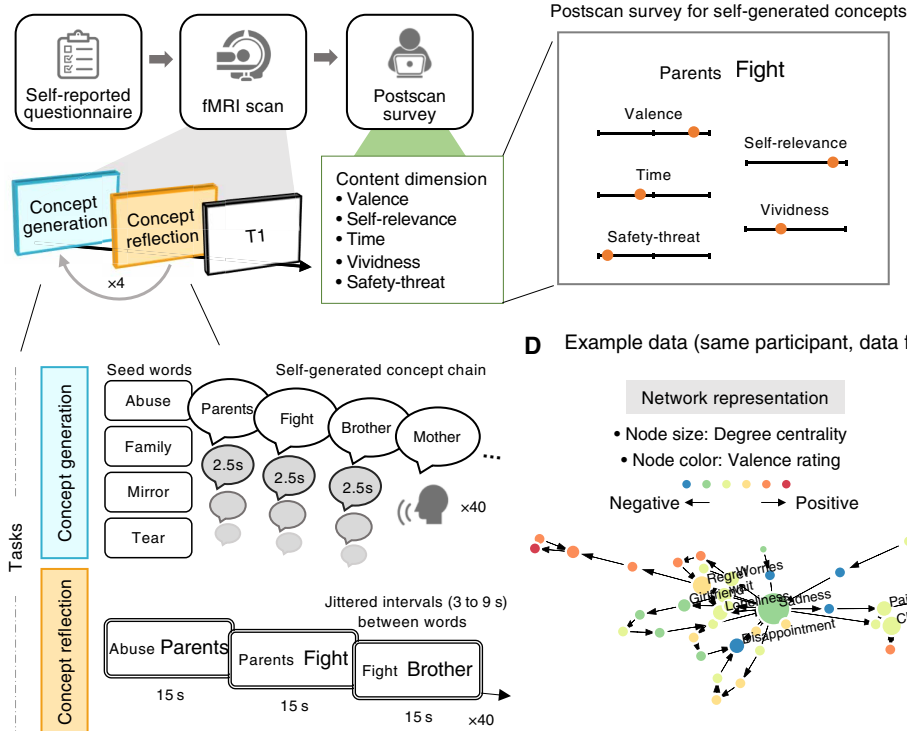 Postscan survey for self-generated concepts
Self-reported
questionnaire
fMRI scan
Postscan
survey
Parents Fight
Valence
Self-relevance
Time
Vividness
Safety-threat
Concept
generation
Concept
reflection
T1
×4
Content dimension
• Valence
• Self-relevance
• Time
• Vividness
• Safety-threat
D Example data (same participant, data f
Tasks
Concept generation
Seed words
Self-generated concept chain
Abuse
Family
Mirror
Tear
Parents
Fight
Brother
Mother
...
2.5s
2.5s
2.5s
×40
Network representation
• Node size: Degree centrality
• Node color: Valence rating
Negative
Positive
Regret
Worries
Girlfriend
wait
Loneliness
Sadness
Disappointment
Pai
Concept reflection
Jittered intervals (3 to 9 s)
between words
Abuse Parents
Parents Fight
Fight Brother
15 s
15 s
15 s
×40